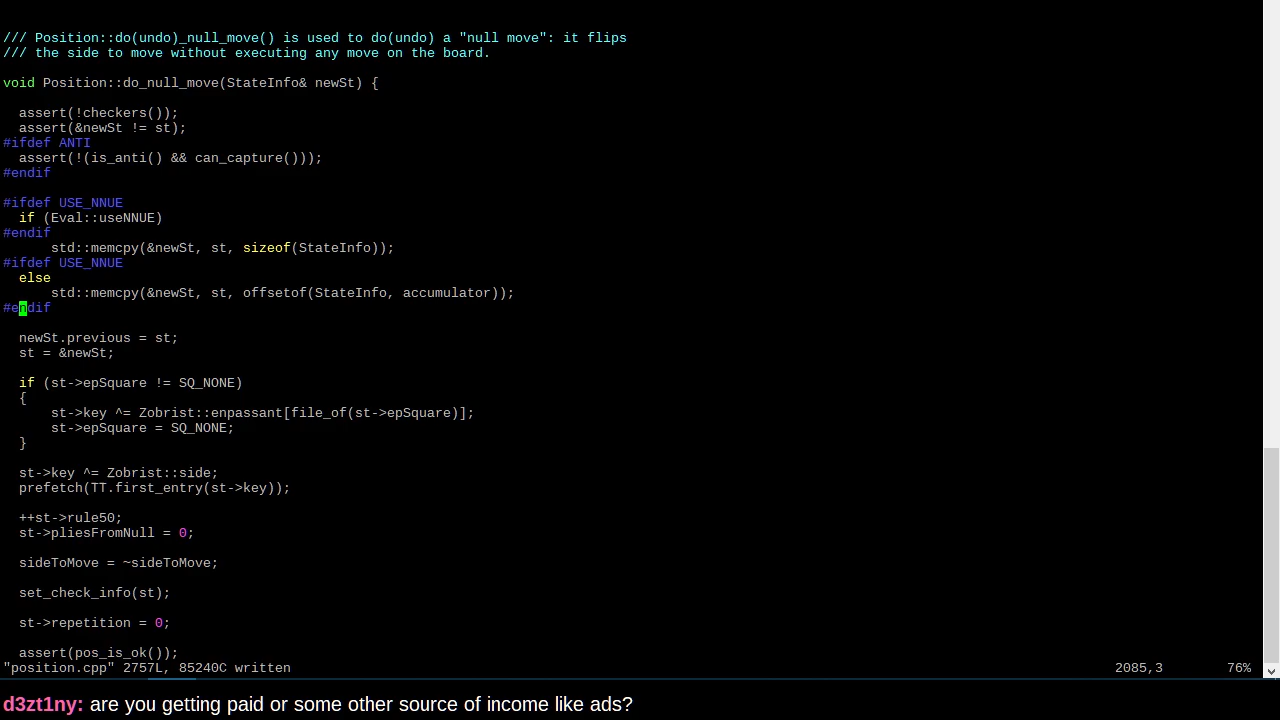 /// Position::do(undo)_null_move() is used to do(undo) a "null move": it flips
/// the side to move without executing any move on the board.
void Position::do_null_move(StateInfo& newSt) {
  assert(!checkers());
  assert(&newSt != st);
#ifdef ANTI
  assert(!(is_anti() && can_capture()));
#endif
#ifdef USE_NNUE
  if (Eval::useNNUE)
#endif
      std::memcpy(&newSt, st, sizeof(StateInfo));
#ifdef USE_NNUE
  else
      std::memcpy(&newSt, st, offsetof(StateInfo, accumulator));
#endif
  newSt.previous = st;
  st = &newSt;
  if (st->epSquare != SQ_NONE)
  {
      st->key ^= Zobrist::enpassant[file_of(st->epSquare)];
      st->epSquare = SQ_NONE;
  }
  st->key ^= Zobrist::side;
  prefetch(TT.first_entry(st->key));
  ++st->rule50;
  st->pliesFromNull = 0;
  sideToMove = ~sideToMove;
  set_check_info(st);
  st->repetition = 0;
  assert(pos_is_ok());
"position.cpp" 2757L, 85240C written 2085,3 76%
d3zt1ny: are you getting paid or some other source of income like ads?